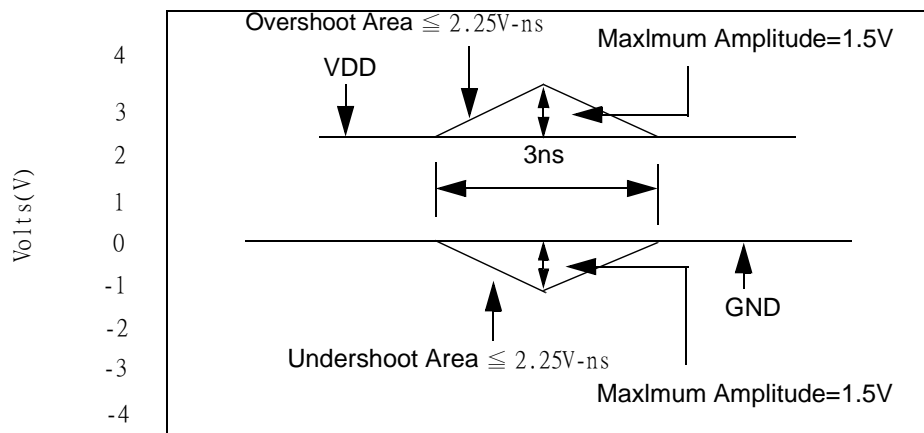 Overshoot Area ≦ 2.25V-ns
MaxImum Amplitude=1.5V
4
VDD
3
3ns
2
1
Volts(V)
0
-1
GND
-2
Undershoot Area ≦ 2.25V-ns
-3
MaxImum Amplitude=1.5V
-4